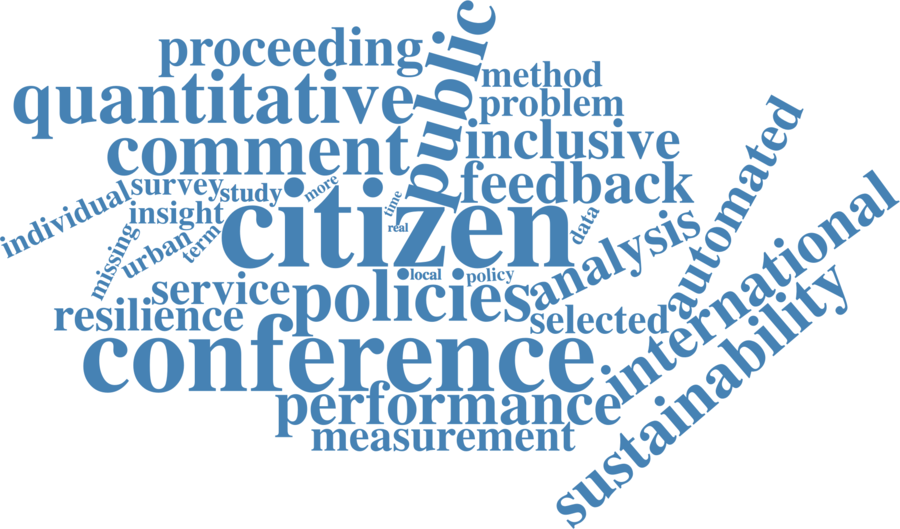 proceeding
public
method
quantitative
problem
comment
inclusive
automated
survey
study
more
feedback
individual
insight
citizen
time
real
data
international
missing
urban
term
analysis
local
policy
service
policies
resilience
selected
sustainability
conference
performance
measurement